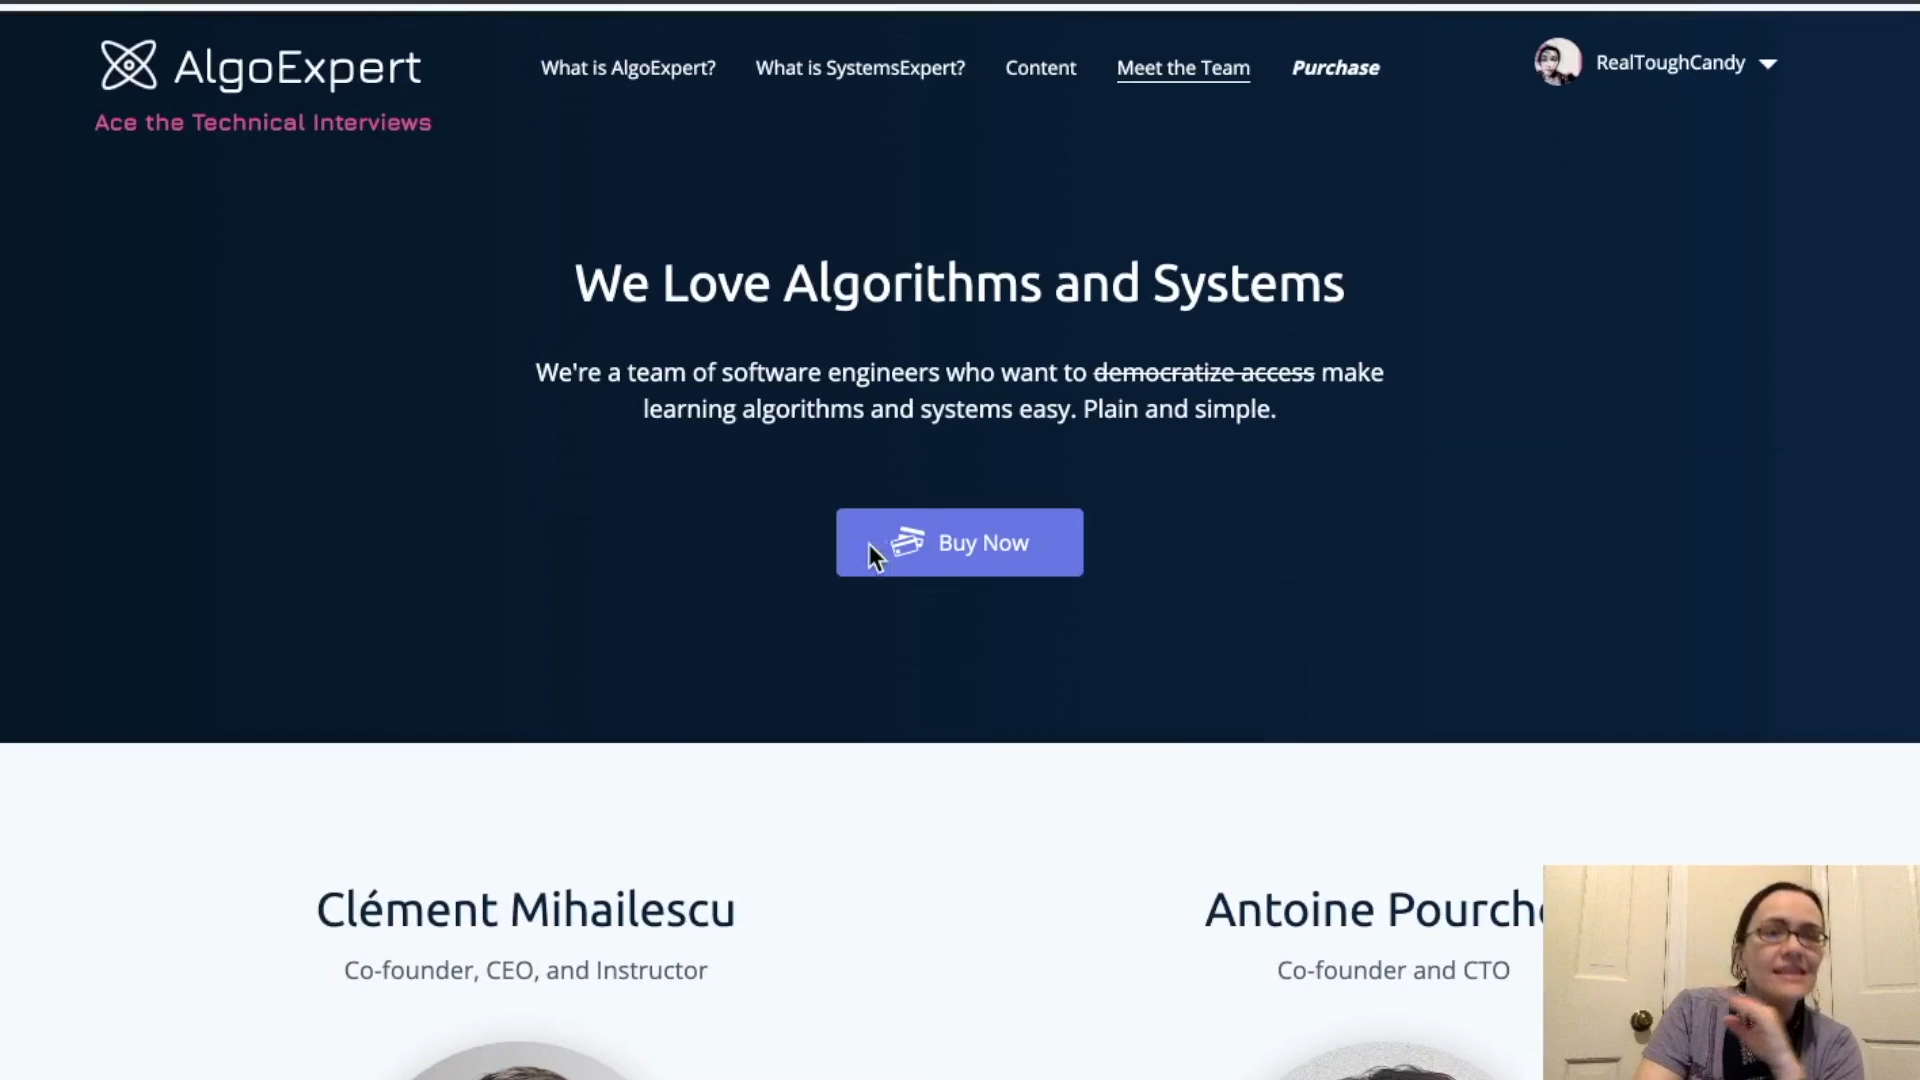 AlgoExpert
Ace the Technical Interviews
What is AlgoExpert?
What is SystemsExpert?
Content
Meet the Team
Purchase
RealToughCandy
We Love Algorithms and Systems
We're a team of software engineers who want to democratize access make
learning algorithms and systems easy. Plain and simple.
Buy Now
Clément Mihailescu
Co-founder, CEO, and Instructor
Antoine
Co-founder and CTO